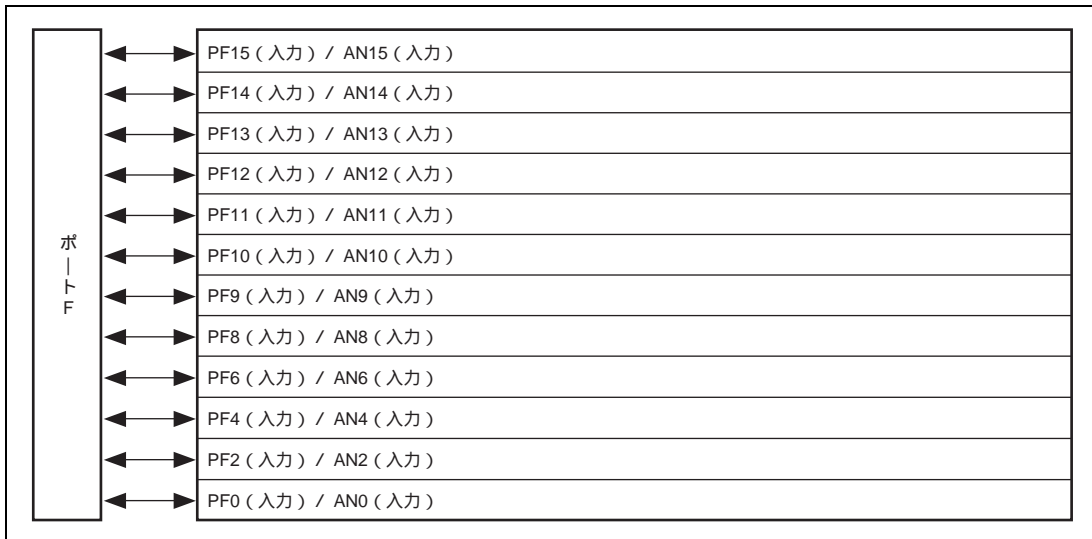 ポートF
PF15(入力)/ AN15(入力)
PF14(入力)/ AN14(入力)
PF13(入力)/ AN13(入力)
PF12(入力)/ AN12(入力)
PF11(入力)/ AN11(入力)
PF10(入力)/ AN10(入力)
PF9(入力)/ AN9(入力)
PF8(入力)/ AN8(入力)
PF6(入力)/ AN6(入力)
PF4(入力)/ AN4(入力)
PF2(入力)/ AN2(入力)
PF0(入力)/ AN0(入力)